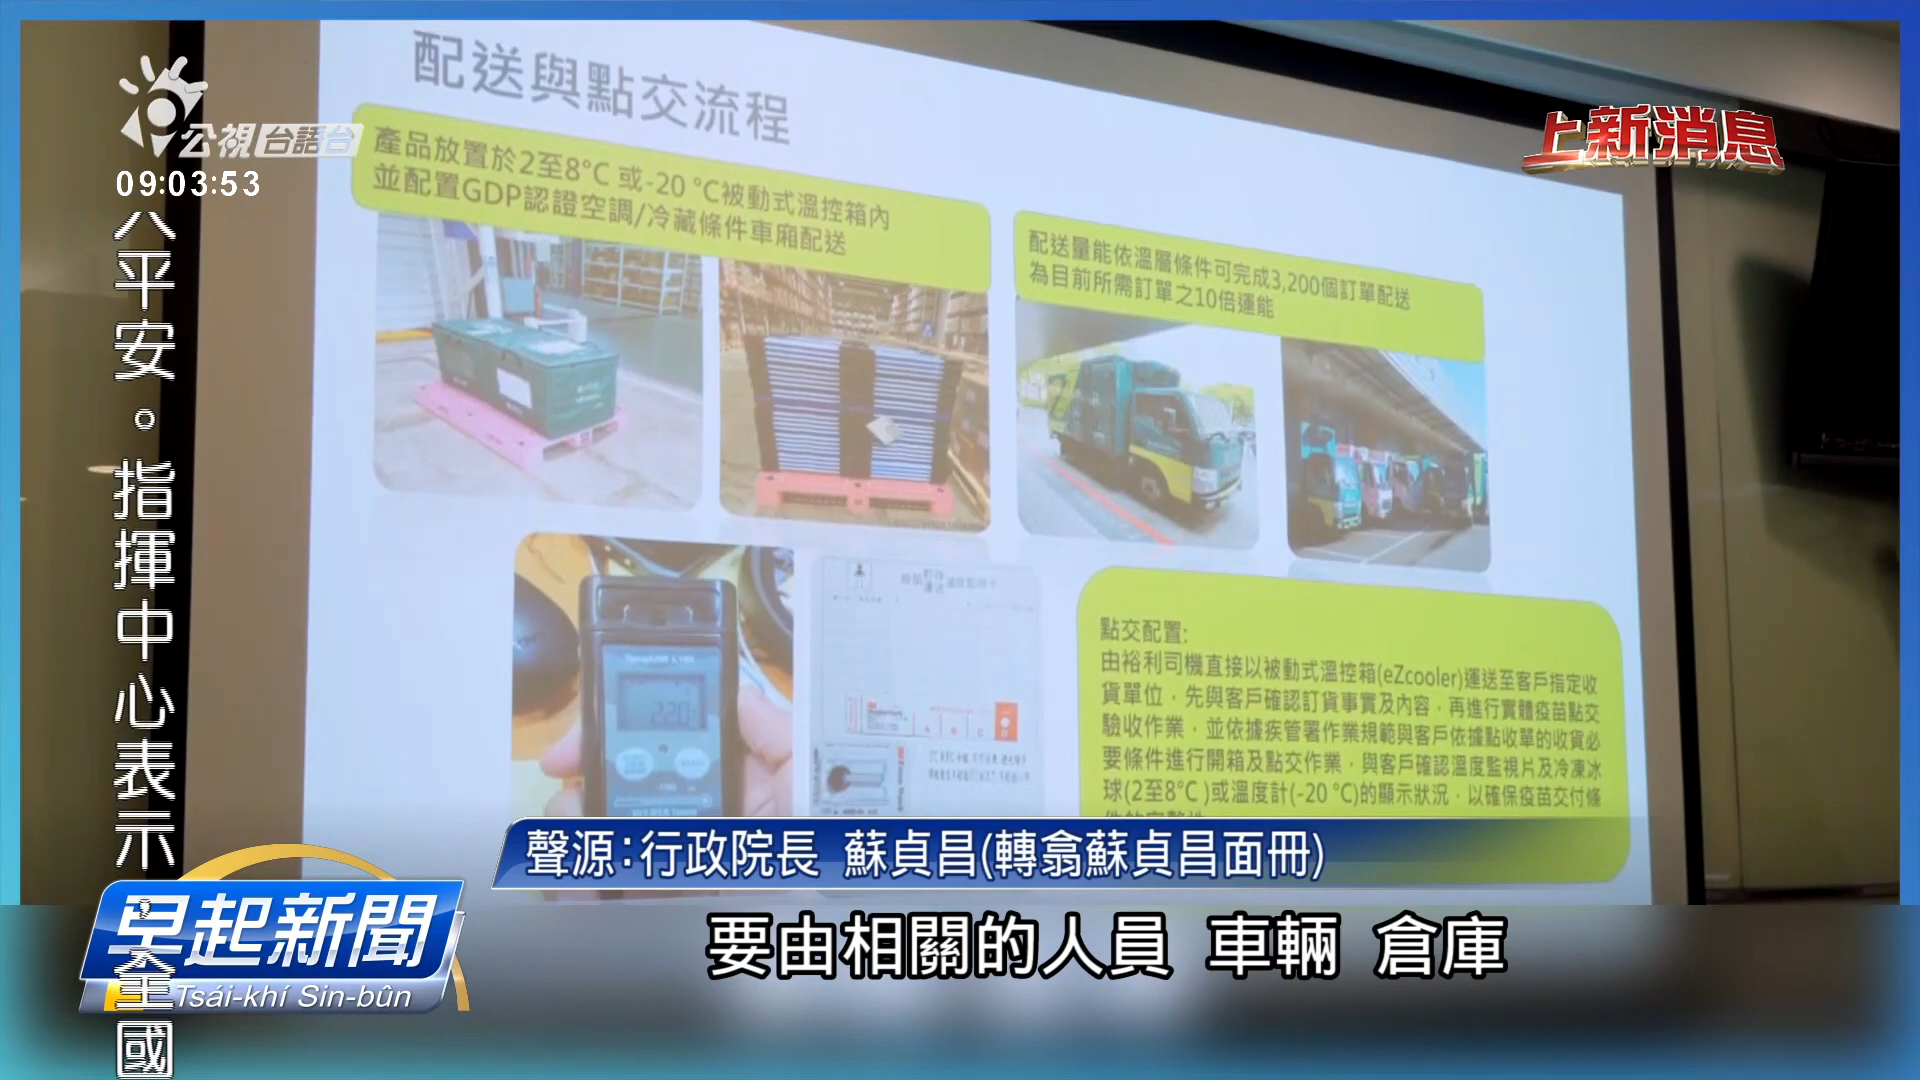 公視台語台
09:03:53
上新消息
平安。指揮中心表示
全國
配送與點交流程
產品放置於2至8°C 或-20 °C被動式溫控箱內
並配置GDP認證空調/冷藏條件車廂配送
配送量能依溫層條件可完成3,200個訂單配送
為目前所需訂單之10倍運能
點交配置:
由裕利司機直接以被動式溫控箱(eZcooler)運送至客戶指定收
貨單位，先與客戶確認訂貨事實及內容，再進行實體疫苗點交
驗收作業，並依據疾管署作業規範與客戶依據點收單的收貨必
要條件進行開箱及點交作業，與客戶確認溫度監視片及冷凍冰
球(2至8°C )或溫度計(-20 °C)的顯示狀況，以確保疫苗交付條
聲源：行政院長 蘇貞昌(轉翕蘇貞昌面冊)
早起新聞
Tsái-khí Sin-bûn
要由相關的人員 車輛 倉庫